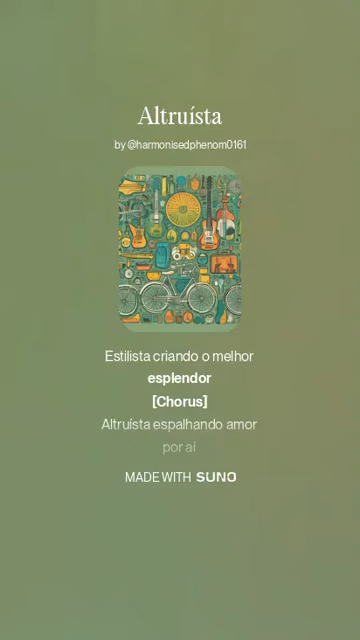 Altruísta
by @harmonisedphenom0161
Estilista criando o melhor
esplendor
[Chorus]
Altruísta espalhando amor
por aí
MADE WITH SUNO